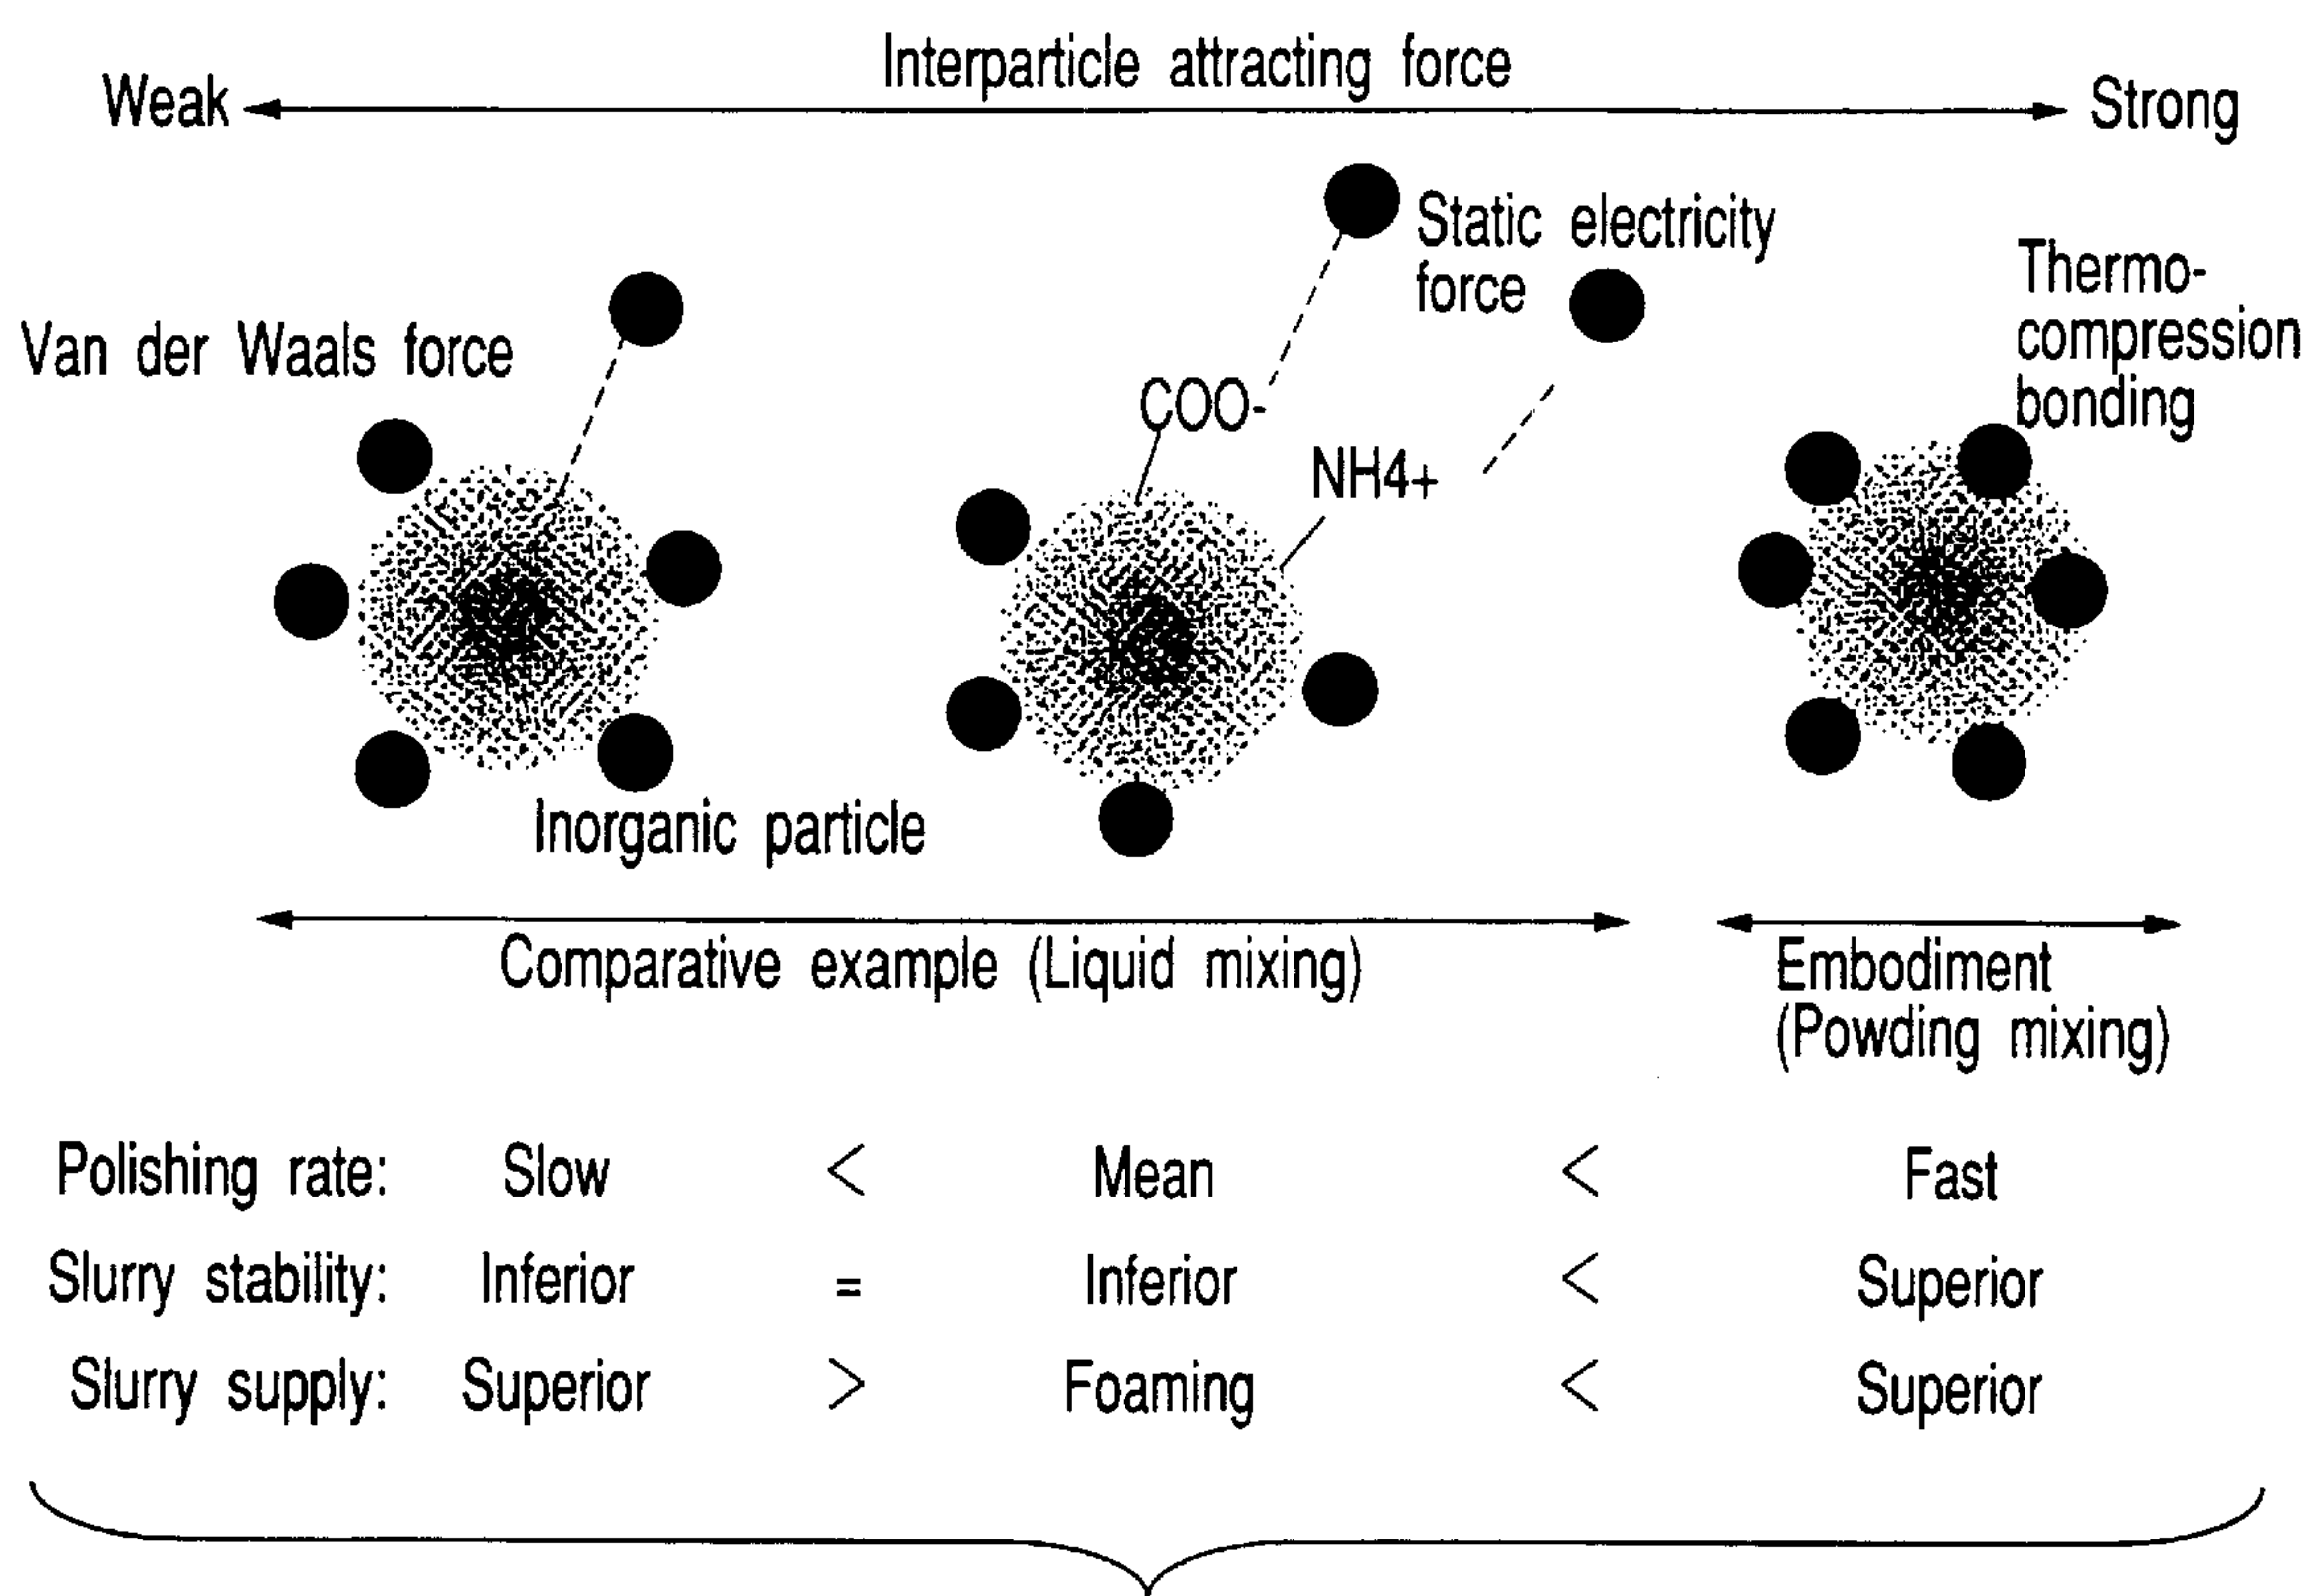 Interparticle attracting force
Weak
Strong
Static electricity
force
Thermo-
compression
bonding
Van der Waals force
COO-
NH4+
Inorganic particle
Comparative example (Liquid mixing)
Embodiment
(Powding mixing)
Polishing rate: Slow < Mean < Fast
Slurry stability: Inferior = Inferior < Superior
Slurry supply: Superior > Foaming < Superior